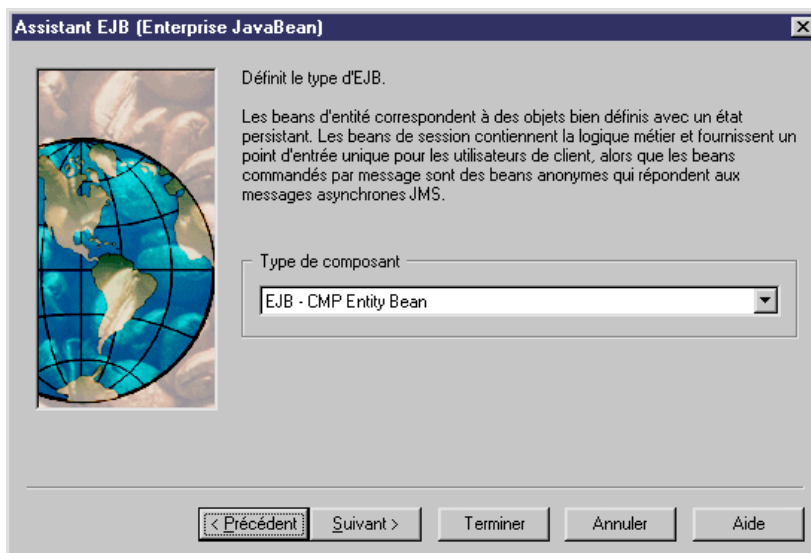 Assistant EJB (Enterprise JavaBean)
Définit le type d'EJB.
Les beans d'entité correspondent à des objets bien définis avec un état
persistant. Les beans de session contiennent la logique métier et fournissent un
point d'entrée unique pour les utilisateurs de client, alors que les beans
commandés par message sont des beans anonymes qui répondent aux
messages asynchrones JMS.
Type de composant
EJB - CMP Entity Bean
< Précédent Suivant > Terminer Annuler Aide